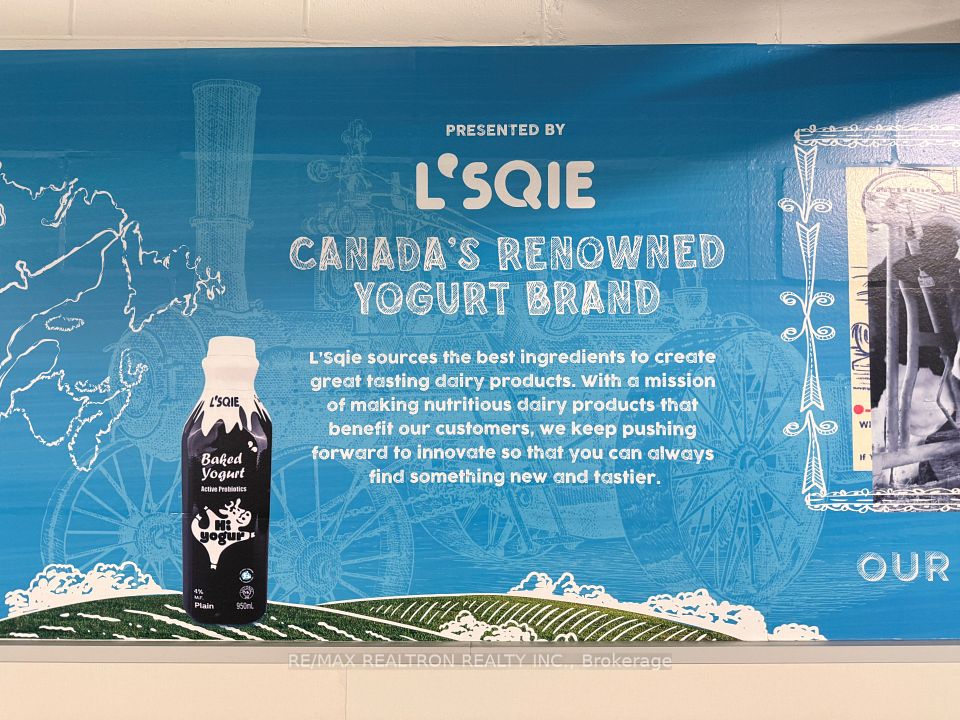 PRESENTED BY
L'SQIE
CANADA'S RENOWNED
YOGURT BRAND
L'Sqie sources the best ingredients to create
great tasting dairy products. With a mission
of making nutritious dairy products that
benefit our customers, we keep pushing
forward to innovate so that you can always
find something new and tastier.
L'SQIE
Baked
Yogurt
Active Probiotics
Hi
yogur
4%
M.F.
Plain
950mL
OUR
RE/MAX REALTRON REALTY INC., Brokerage